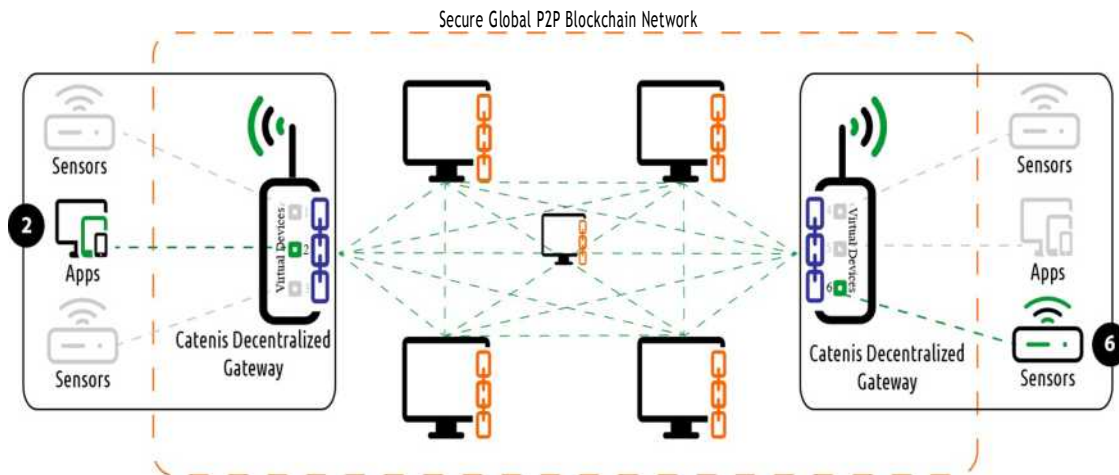 Secure Global P2P Blockchain Network
Sensors
2
Apps
Sensors
Virtual Devices
2
Catenis Decentralized
Gateway
Virtual Devices
6
Catenis Decentralized
Gateway
Sensors
Apps
6
Sensors